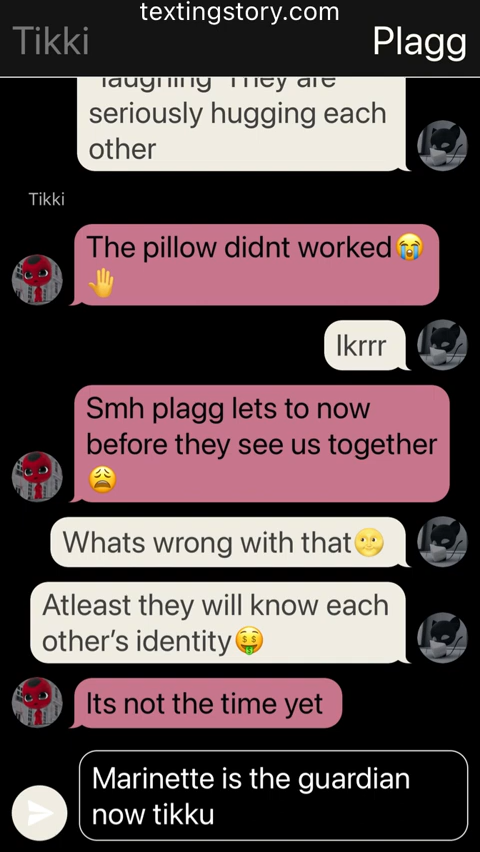 textingstory.com
Tikki
Plagg
laughing They are
seriously hugging each
other
Tikki
The pillow didnt worked😭
🤚
Ikrrr
Smh plagg lets to now
before they see us together
😩
Whats wrong with that🌝
Atleast they will know each
other’s identity🤑
Its not the time yet
Marinette is the guardian
now tikku